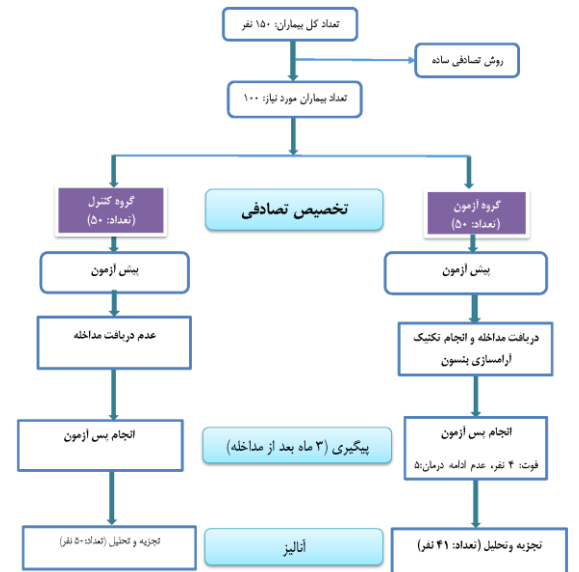 تعداد کل بیماران: ۱۵۰ نفر
روش تصادفی ساده
تعداد بیماران مورد نیاز: ۱۰۰
گروه آزمون
(تعداد: ۵۰)
تخصیص تصادفی
گروه کنترل
(تعداد: ۵۰)
پیش آزمون
پیش آزمون
دریافت مداخله و انجام تکنیک
آرامسازی بنسون
عدم دریافت مداخله
انجام پس آزمون
فوت: ۴ نفر، عدم ادامه درمان:۵
پیگیری (۳ ماه بعد از مداخله)
انجام پس آزمون
تجزیه وتحلیل (تعداد: ۴۱ نفر)
آنالیز
تجزیه و تحلیل (تعداد:۵۰ نفر)